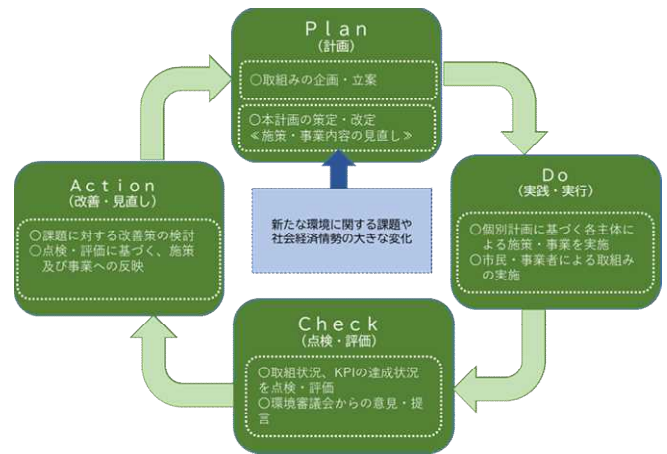 Plan
(計画)
○取組みの企画・立案
○本計画の策定・改定
≪施策・事業内容の見直し≫
Do
(実践・実行)
○個別計画に基づく各主体
による施策・事業を実施
○市民・事業者による取組み
の実施
Check
(点検・評価)
○取組状況、KPIの達成状況
を点検・評価
○環境審議会からの意見・提
言
Action
(改善・見直し)
○課題に対する改善策の検討
○点検・評価に基づく、施策
及び事業への反映
新たな環境に関する課題や
社会経済情勢の大きな変化